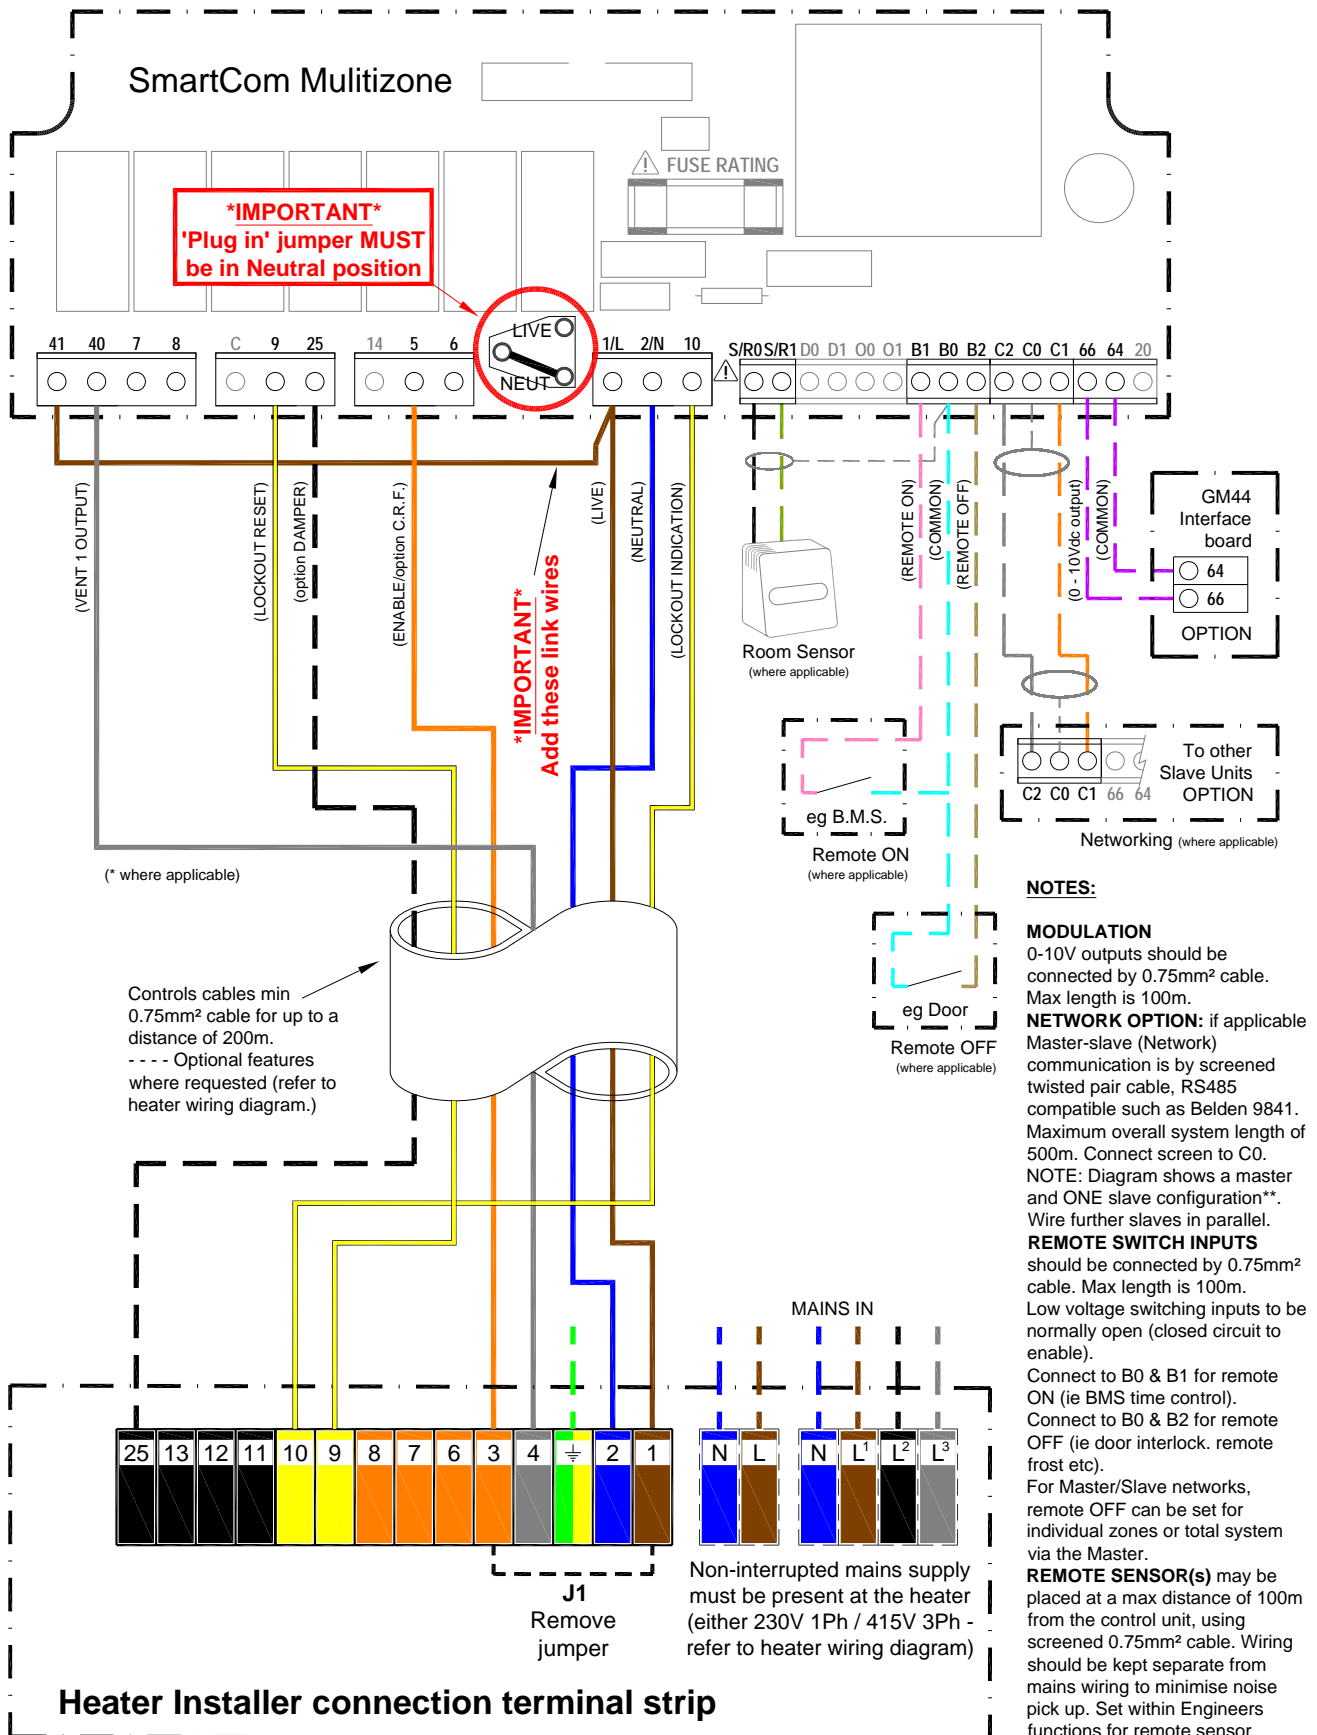 SmartCom Mulitizone
FUSE RATING
*IMPORTANT*
'Plug in' jumper MUST
be in Neutral position
LIVE
NEUT
41 40 7 8
C 9 25
14 5 6
1/L 2/N 10
S/R0 S/R1 D0 D1 O0 O1 B1 B0 B2 C2 C0 C1 66 64 20
(VENT 1 OUTPUT)
(LOCKOUT RESET)
(option DAMPER)
(ENABLE/option C.R.F.)
*IMPORTANT*
Add these link wires
(LIVE)
(NEUTRAL)
(LOCKOUT INDICATION)
(REMOTE ON)
(COMMON)
(REMOTE OFF)
(0 - 10Vdc output)
(COMMON)
GM44
Interface
board
64
66
OPTION
Room Sensor
(where applicable)
eg B.M.S.
Remote ON
(where applicable)
eg Door
Remote OFF
(where applicable)
C2 C0 C1 66 64
To other
Slave Units
OPTION
Networking (where applicable)
(* where applicable)
Controls cables min
0.75mm² cable for up to a
distance of 200m.
- - - - Optional features
where requested (refer to
heater wiring diagram.)
NOTES:
MODULATION
0-10V outputs should be
connected by 0.75mm² cable.
Max length is 100m.
NETWORK OPTION: if applicable
Master-slave (Network)
communication is by screened
twisted pair cable, RS485
compatible such as Belden 9841.
Maximum overall system length of
500m. Connect screen to C0.
NOTE: Diagram shows a master
and ONE slave configuration**.
Wire further slaves in parallel.
REMOTE SWITCH INPUTS
should be connected by 0.75mm²
cable. Max length is 100m.
Low voltage switching inputs to be
normally open (closed circuit to
enable).
Connect to B0 & B1 for remote
ON (ie BMS time control).
Connect to B0 & B2 for remote
OFF (ie door interlock. remote
frost etc).
For Master/Slave networks,
remote OFF can be set for
individual zones or total system
via the Master.
REMOTE SENSOR(s) may be
placed at a max distance of 100m
from the control unit, using
screened 0.75mm² cable. Wiring
should be kept separate from
mains wiring to minimise noise
pick up. Set within Engineers
functions for remote sensor
MAINS IN
25 13 12 11 10 9 8 7 6 3 4 2 1
N L
N L¹ L² L³
J1
Remove
jumper
Non-interrupted mains supply
must be present at the heater
(either 230V 1Ph / 415V 3Ph -
refer to heater wiring diagram)
Heater Installer connection terminal strip